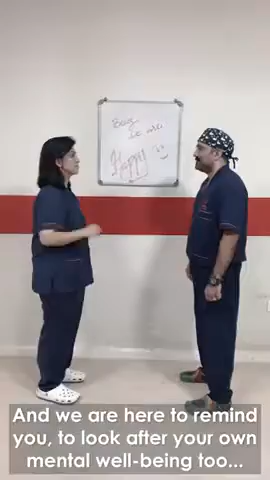 Happy
And we are here to remind
you, to look after your own
mental well-being too...